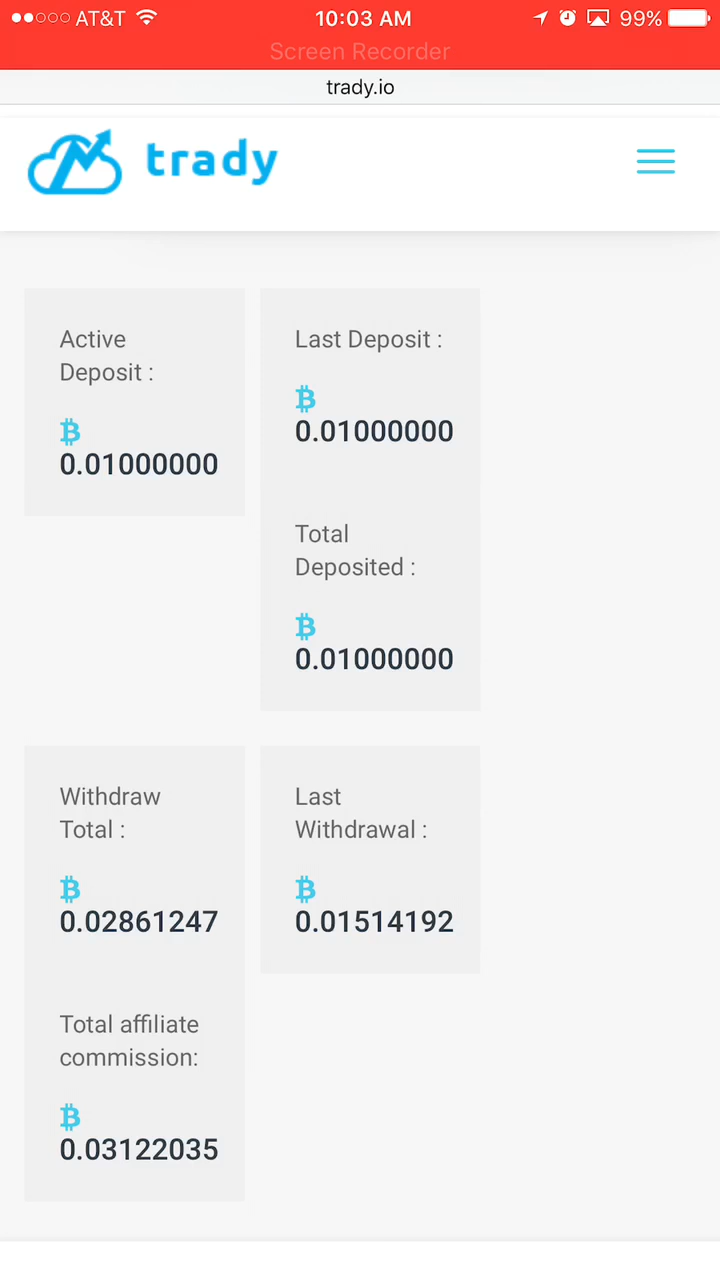 AT&T 10:03 AM 99%
Screen Recorder
trady.io
trady
Active
Deposit :
₿
0.01000000
Last Deposit :
₿
0.01000000
Total
Deposited :
₿
0.01000000
Withdraw
Total :
₿
0.02861247
Last
Withdrawal :
₿
0.01514192
Total affiliate
commission:
₿
0.03122035